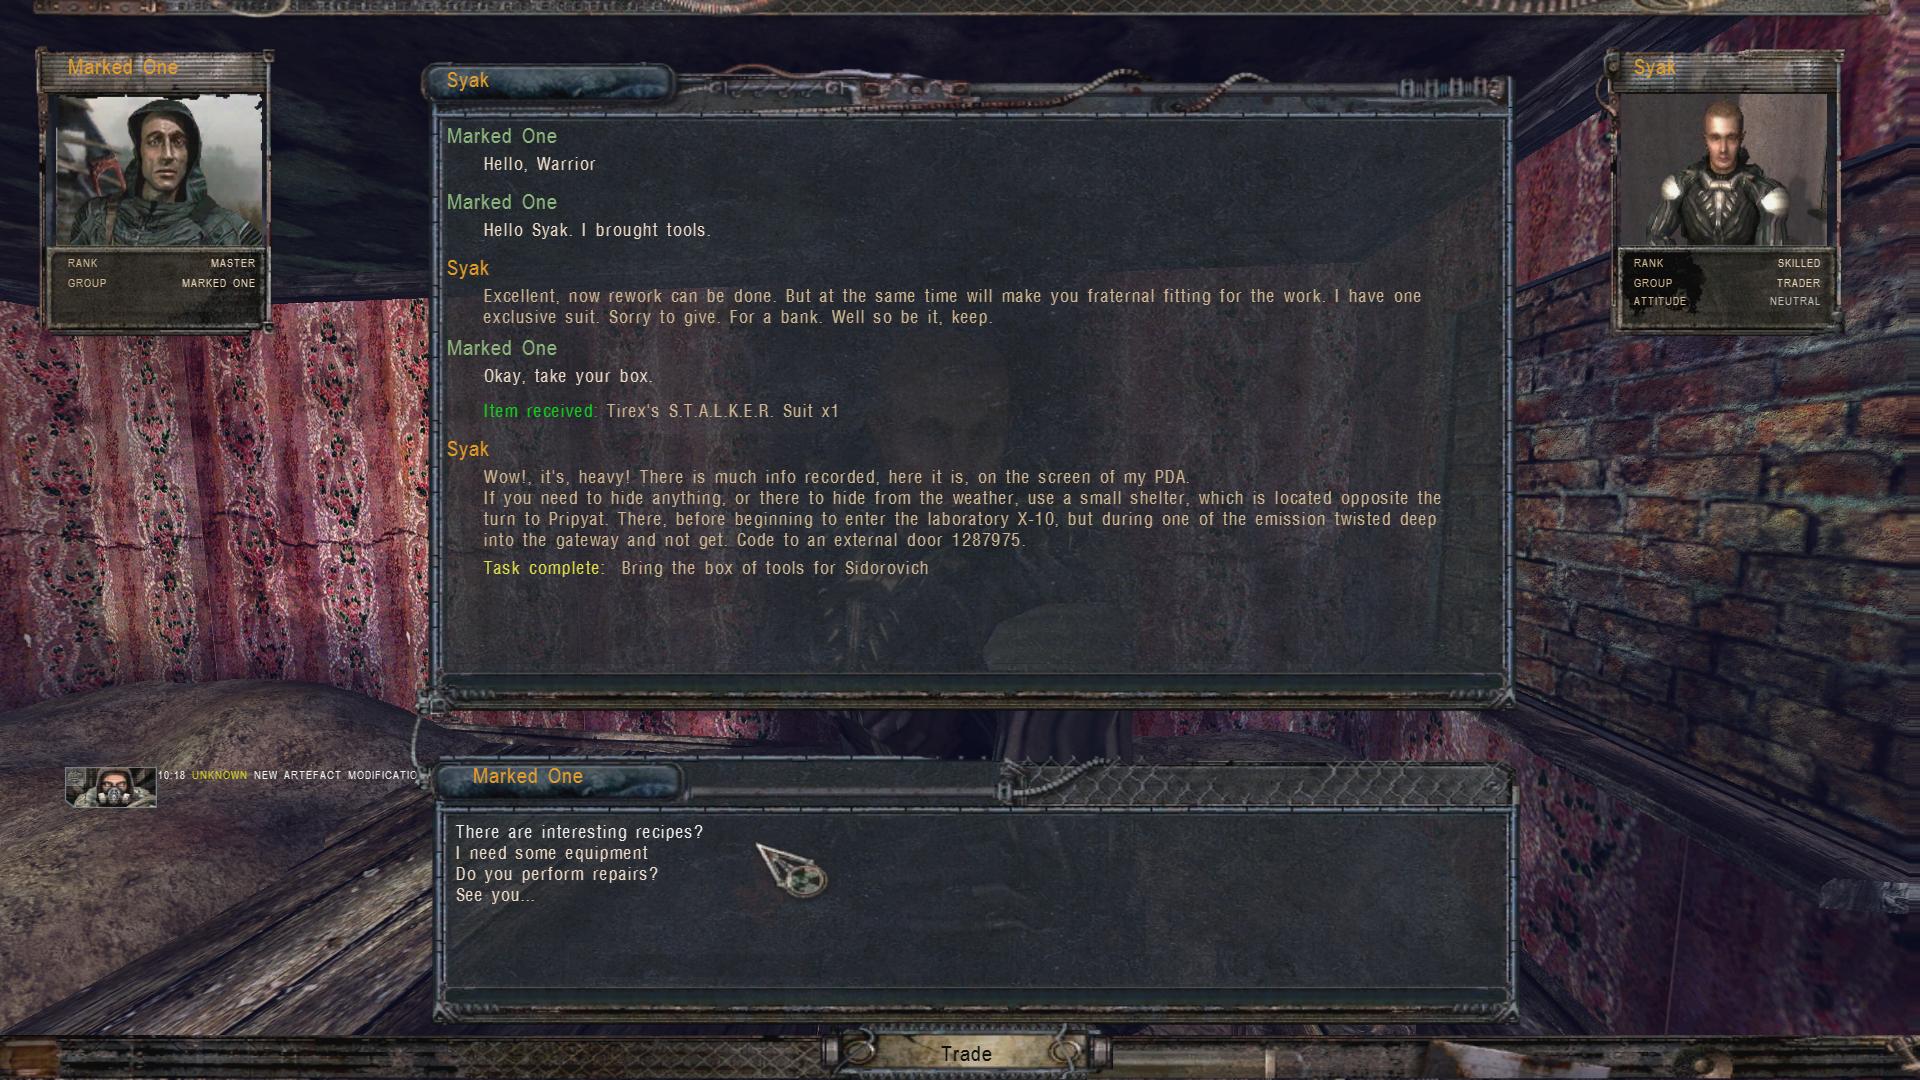 Marked One
RANK MASTER
GROUP MARKED ONE
Syak
Marked One
Hello, Warrior
Marked One
Hello Syak. I brought tools.
Syak
Excellent, now rework can be done. But at the same time will make you fraternal fitting for the work. I have one
exclusive suit. Sorry to give. For a bank. Well so be it, keep.
Marked One
Okay, take your box.
Item received: Tirex's S.T.A.L.K.E.R. Suit x1
Syak
Wow!, it's, heavy! There is much info recorded, here it is, on the screen of my PDA.
If you need to hide anything, or there to hide from the weather, use a small shelter, which is located opposite the
turn to Pripyat. There, before beginning to enter the laboratory X-10, but during one of the emission twisted deep
into the gateway and not get. Code to an external door 1287975.
Task complete: Bring the box of tools for Sidorovich
Syak
RANK SKILLED
GROUP TRADER
ATTITUDE NEUTRAL
10:18 UNKNOWN NEW ARTEFACT MODIFICATIO
Marked One
There are interesting recipes?
I need some equipment
Do you perform repairs?
See you...
Trade